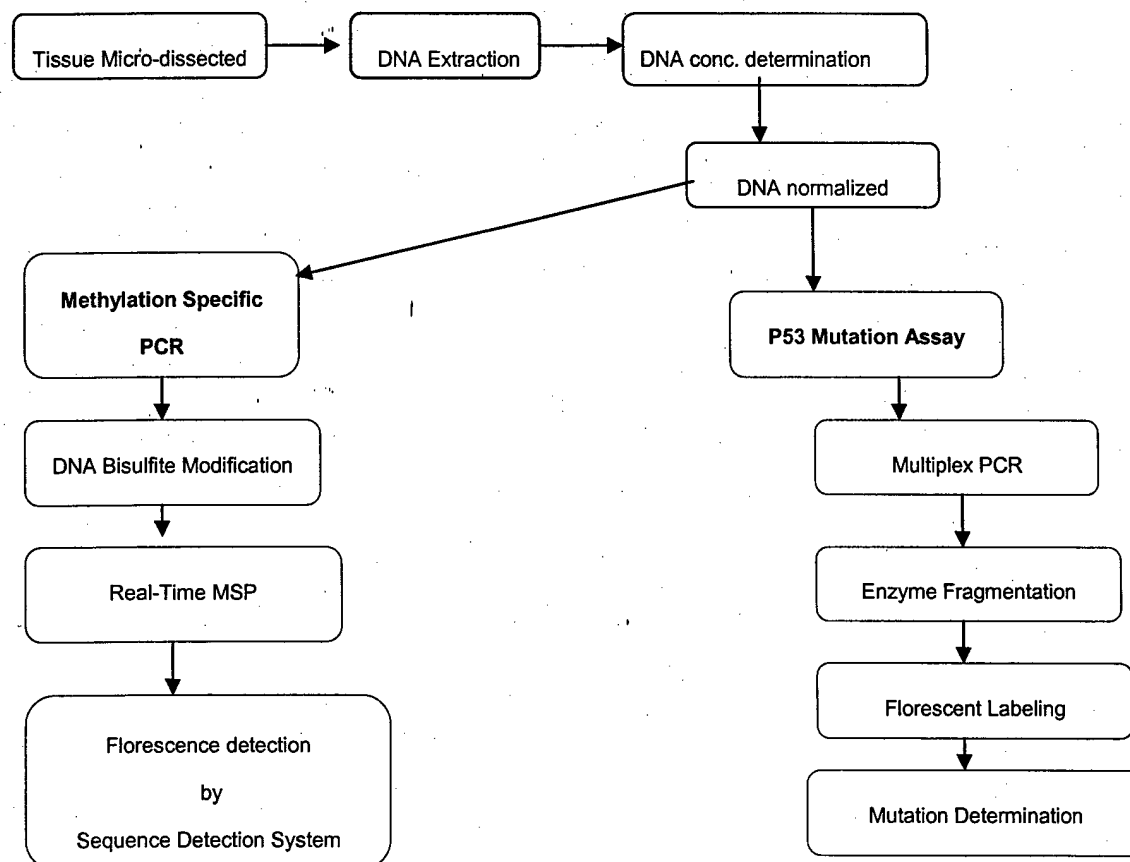 Tissue Micro-dissected
DNA Extraction
DNA conc. determination
DNA normalized
Methylation Specific
PCR
DNA Bisulfite Modification
Real-Time MSP
Florescence detection
by
Sequence Detection System
P53 Mutation Assay
Multiplex PCR
Enzyme Fragmentation
Florescent Labeling
Mutation Determination